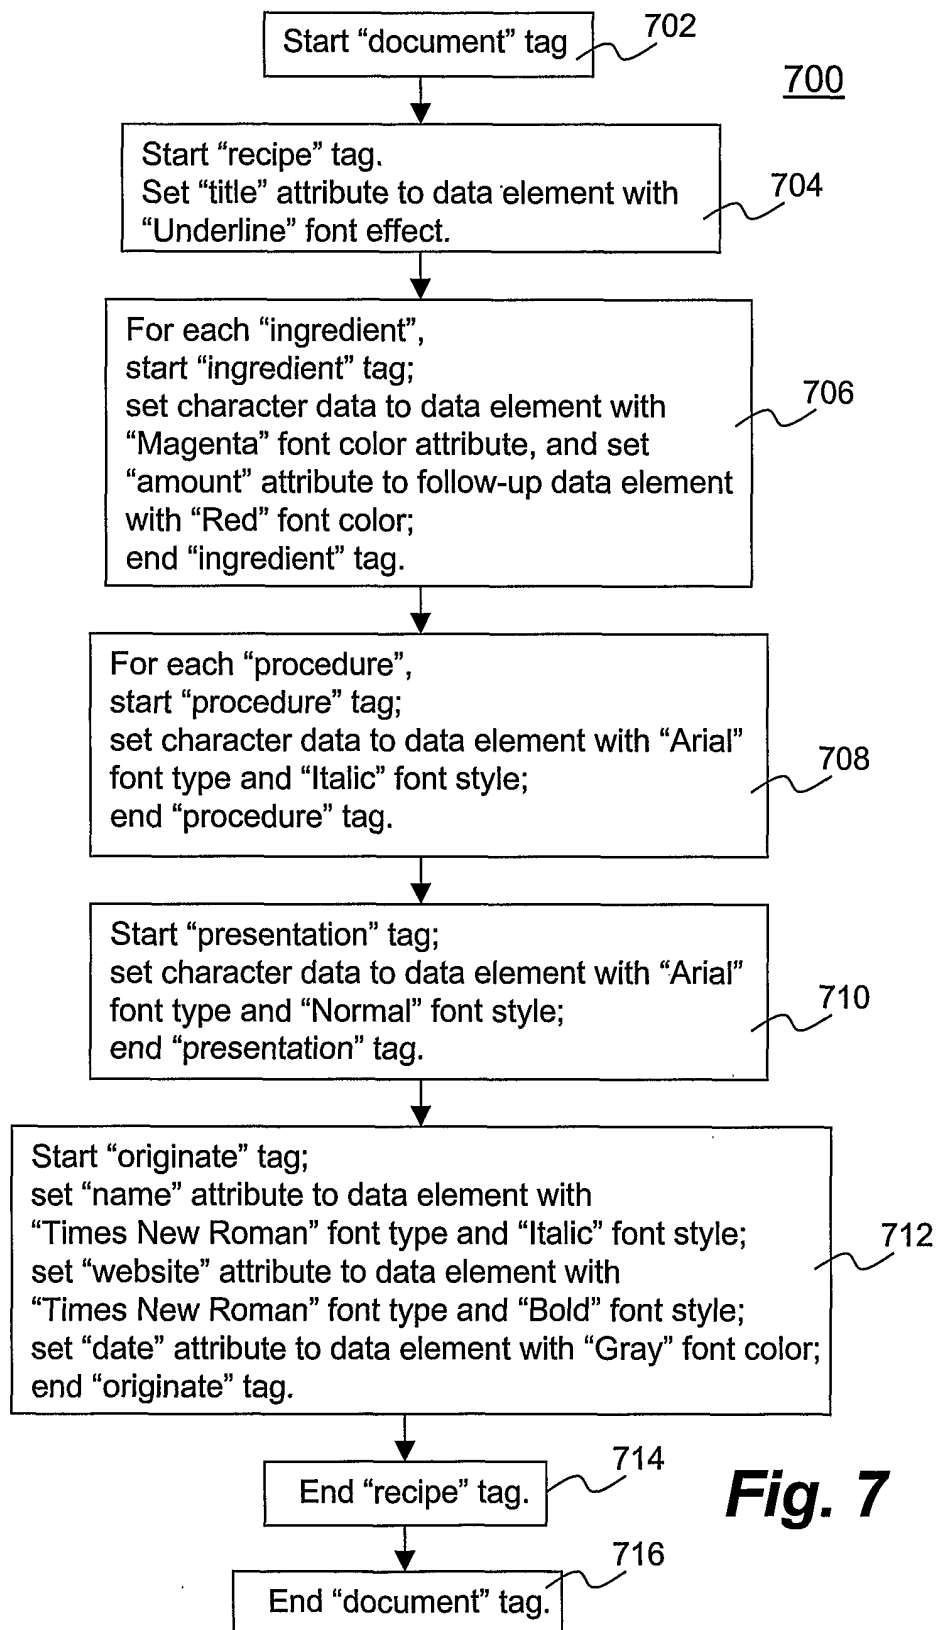 Start “document” tag
702
700
Start “recipe” tag.
Set “title” attribute to data element with
“Underline” font effect.
704
For each “ingredient”,
start “ingredient” tag;
set character data to data element with
“Magenta” font color attribute, and set
“amount” attribute to follow-up data element
with “Red” font color;
end “ingredient” tag.
706
For each “procedure”,
start “procedure” tag;
set character data to data element with “Arial”
font type and “Italic” font style;
end “procedure” tag.
708
Start “presentation” tag;
set character data to data element with “Arial”
font type and “Normal” font style;
end “presentation” tag.
710
Start “originate” tag;
set “name” attribute to data element with
“Times New Roman” font type and “Italic” font style;
set “website” attribute to data element with
“Times New Roman” font type and “Bold” font style;
set “date” attribute to data element with “Gray” font color;
end “originate” tag.
712
End “recipe” tag.
714
Fig. 7
End “document” tag.
716